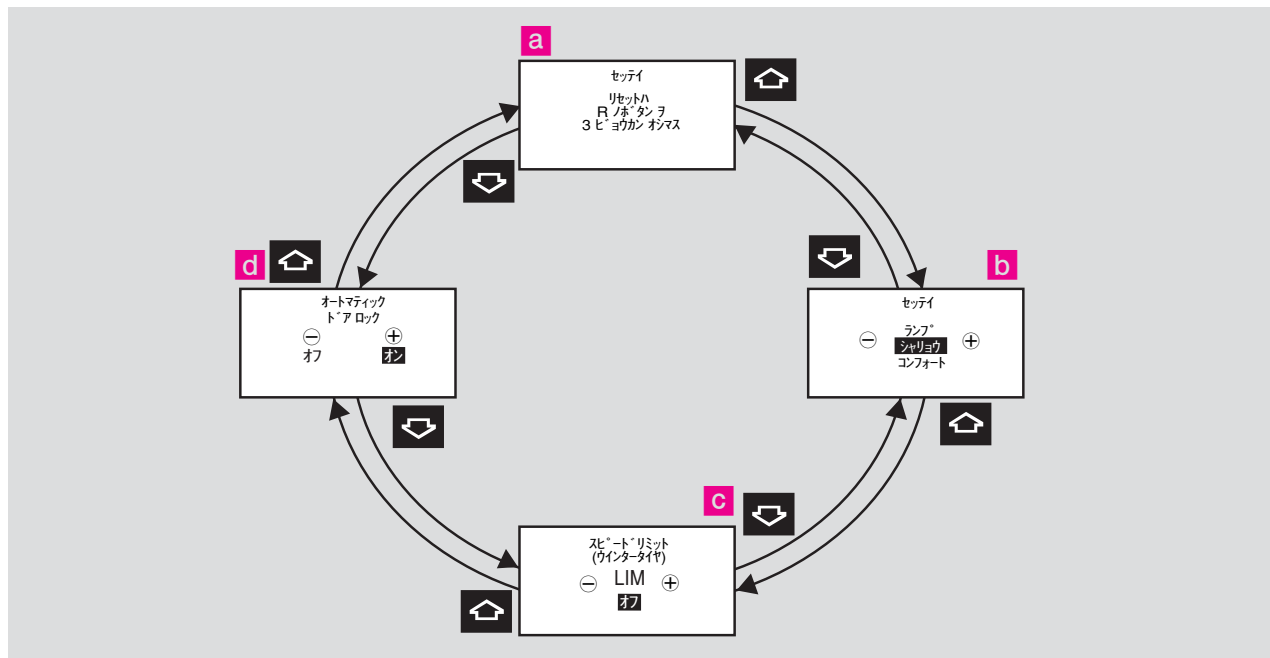 a
セッテイ
リセットハ
R ノボタン ヲ
3 ビョウカン オシマス
d
オートマティック
ドア ロック
⊖ ⊕
オフ オン
b
セッテイ
ランプ
⊖ シャリョウ ⊕
コンフォート
c
スピードリミット
(ウインタータイヤ)
⊖ LIM ⊕
オフ